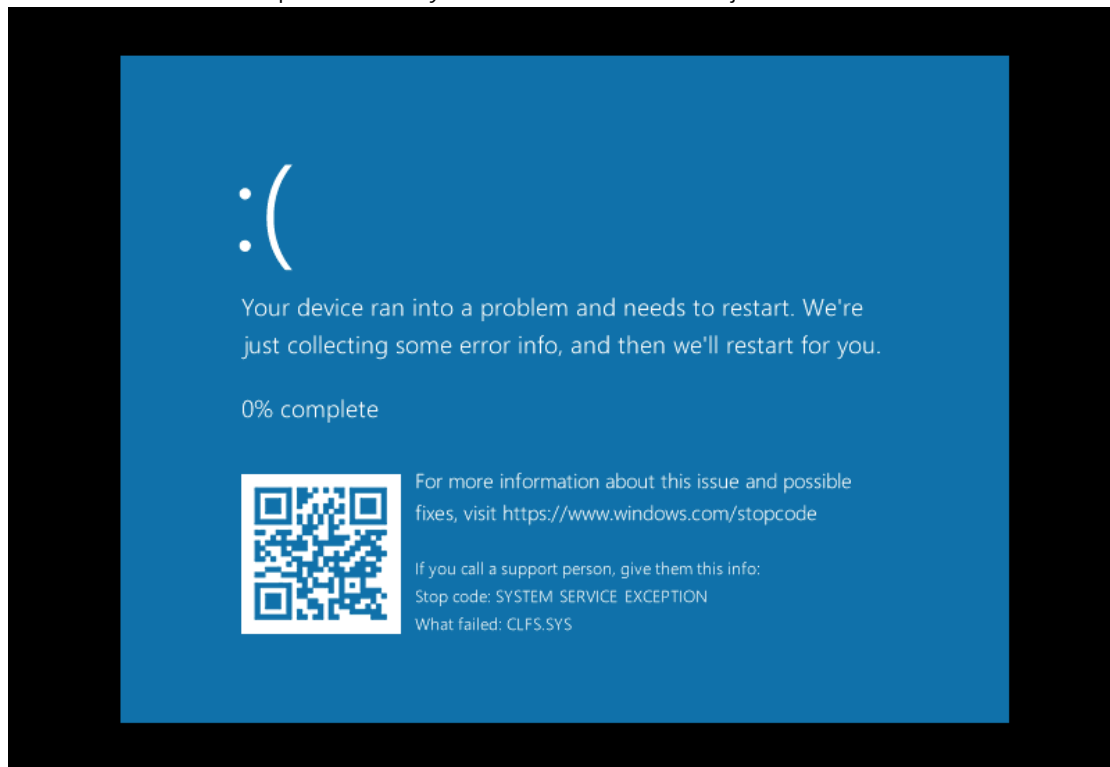 :(
Your device ran into a problem and needs to restart. We're
just collecting some error info, and then we'll restart for you.
0% complete
For more information about this issue and possible
fixes, visit https://www.windows.com/stopcode
If you call a support person, give them this info:
Stop code: SYSTEM SERVICE EXCEPTION
What failed: CLFS.SYS